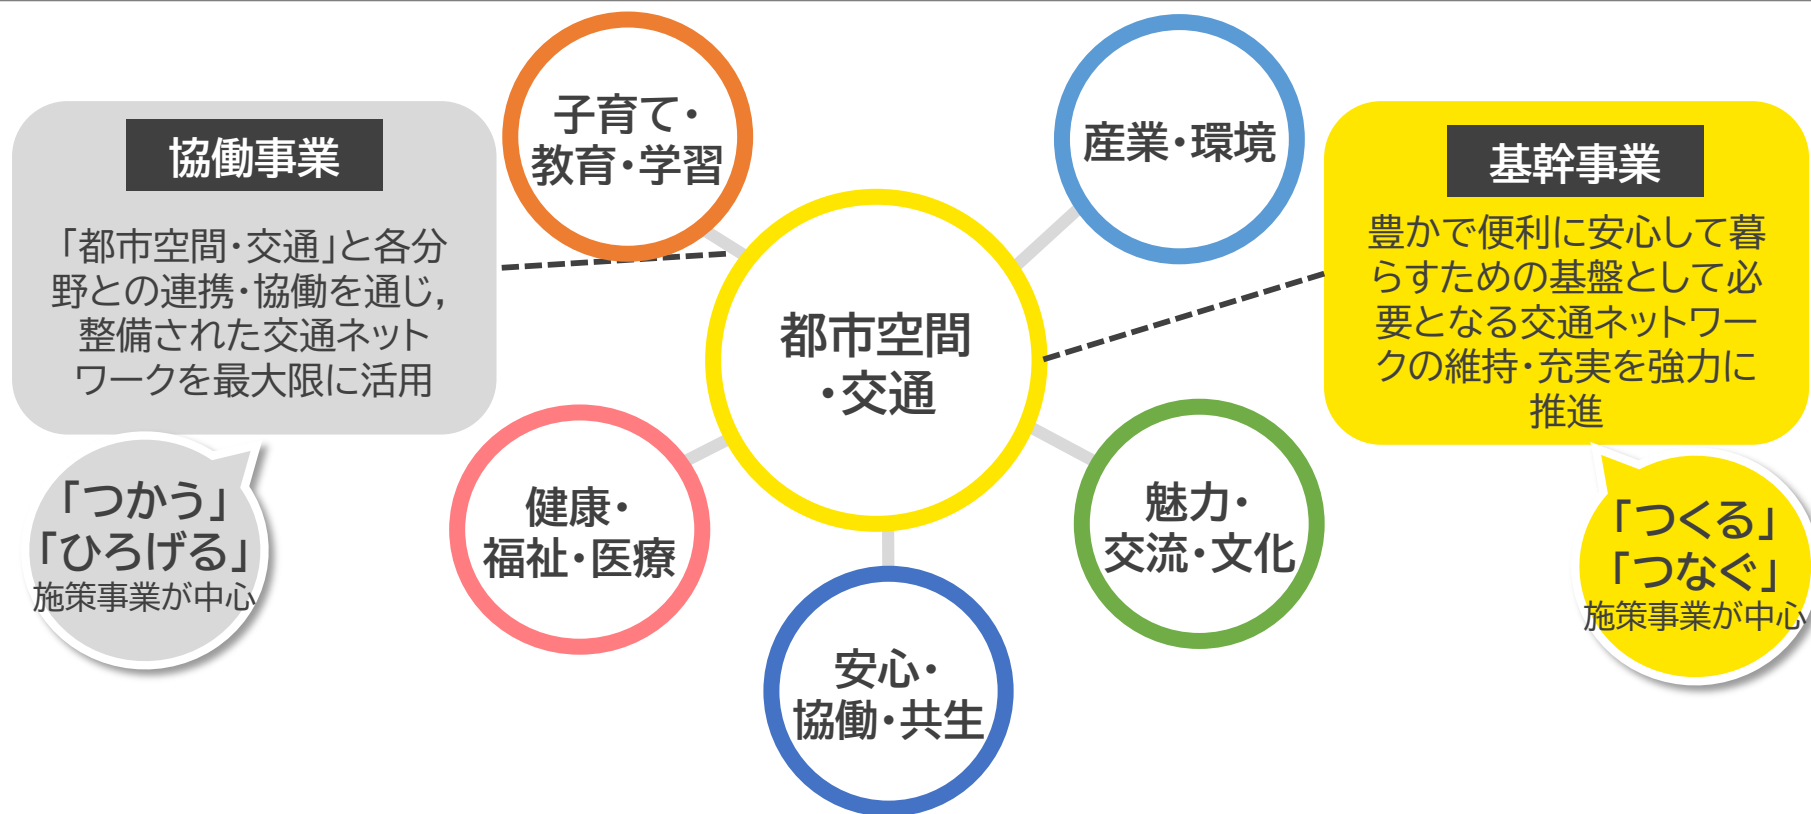 協働事業
「都市空間・交通」と各分
野との連携・協働を通じ，
整備された交通ネット
ワークを最大限に活用
「つかう」
「ひろげる」
施策事業が中心
子育て・
教育・学習
産業・環境
都市空間
・交通
健康・
福祉・医療
安心・
協働・共生
魅力・
交流・文化
基幹事業
豊かで便利に安心して暮
らすための基盤として必
要となる交通ネットワー
クの維持・充実を強力に
推進
「つくる」
「つなぐ」
施策事業が中心